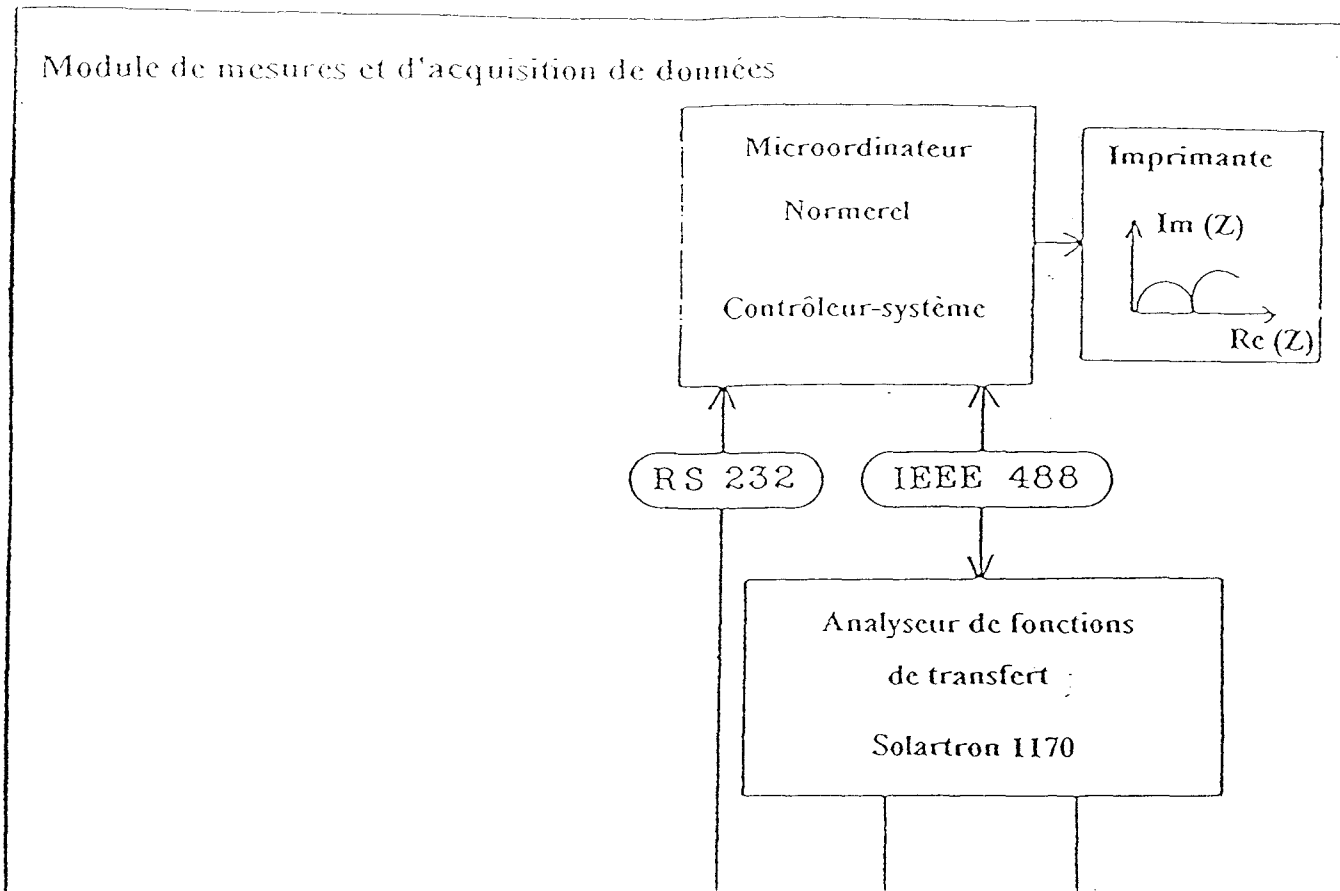 Module de mesures et d'acquisition de données
Microordinateur
Normerel
Contrôleur-système
Imprimante
Im (Z)
Re (Z)
RS 232
IEEE 488
Analyseur de fonctions
de transfert
Solartron 1170